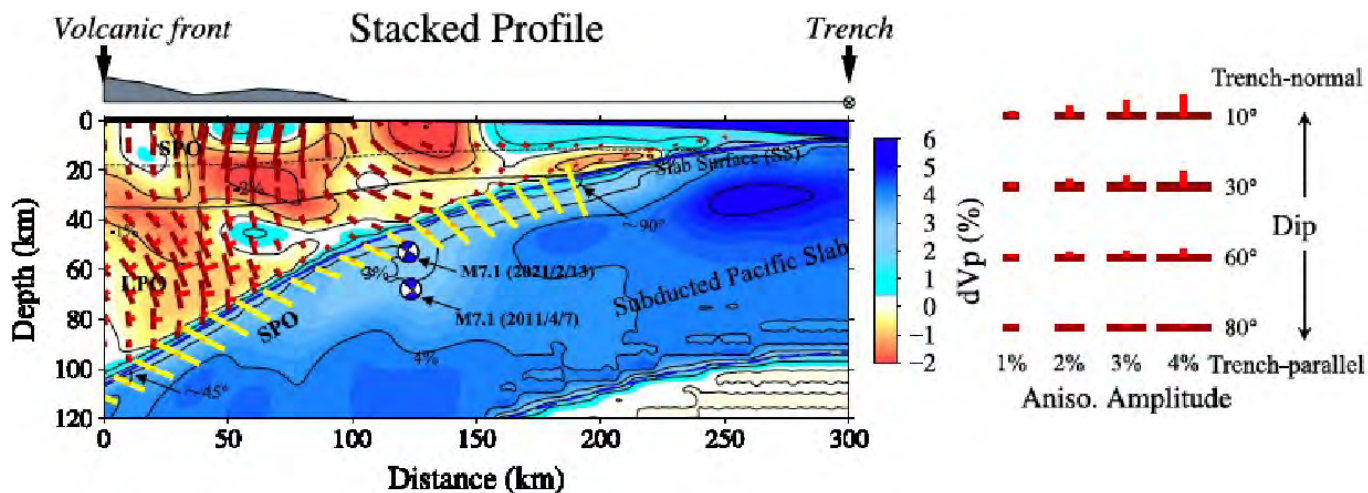 Volcanic front
Stacked Profile
Trench
Depth (km)
0
20
40
60
80
100
120
SPO
-2%
LPO
SPO
~45°
3%
4%
M7.1 (2021/2/13)
M7.1 (2011/4/7)
~90°
Slab Surface (SS)
Subducted Pacific Slab
0 50 100 150 200 250 300
Distance (km)
6
5
4
3
2
1
0
−1
−2
dVp (%)
Trench-normal
10°
30°
Dip
60°
80°
1% 2% 3% 4% Trench-parallel
Aniso. Amplitude